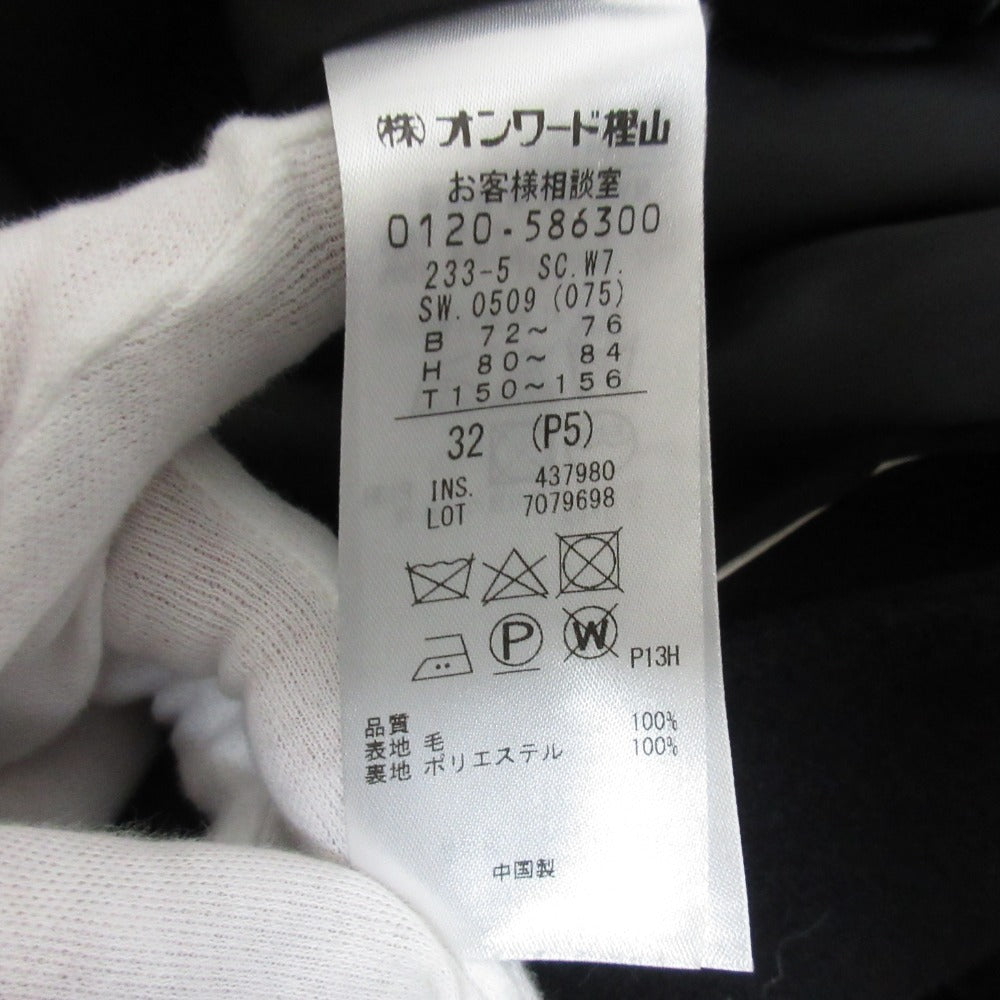 ㈱ オンワード樫山
お客様相談室
0120-586300
233-5 SC.W7.
SW.0509 (075)
B 72〜 76
H 80〜 84
T150〜156
32 (P5)
INS. 437980
LOT 7079698
P W P13H
品質
表地 毛 100%
裏地 ポリエステル 100%
中国製